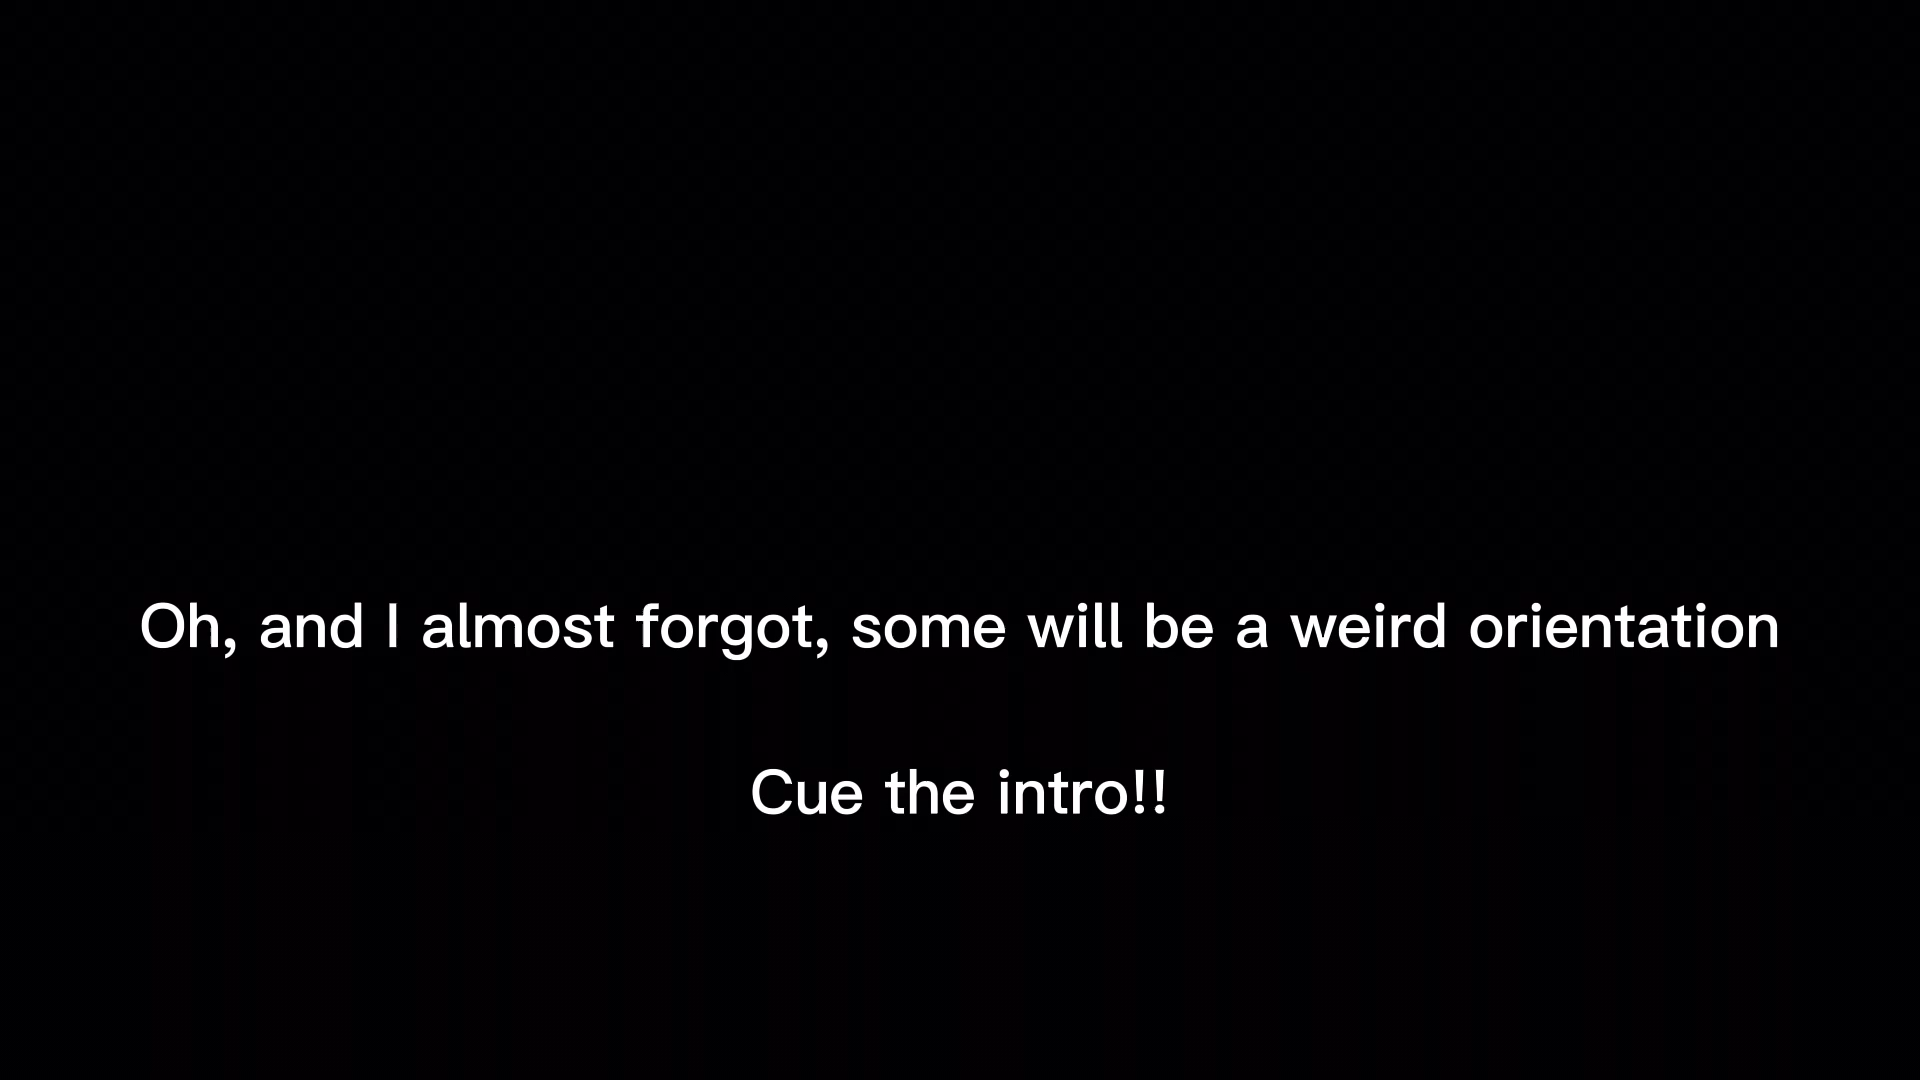 Oh, and I almost forgot, some will be a weird orientation
Cue the intro!!